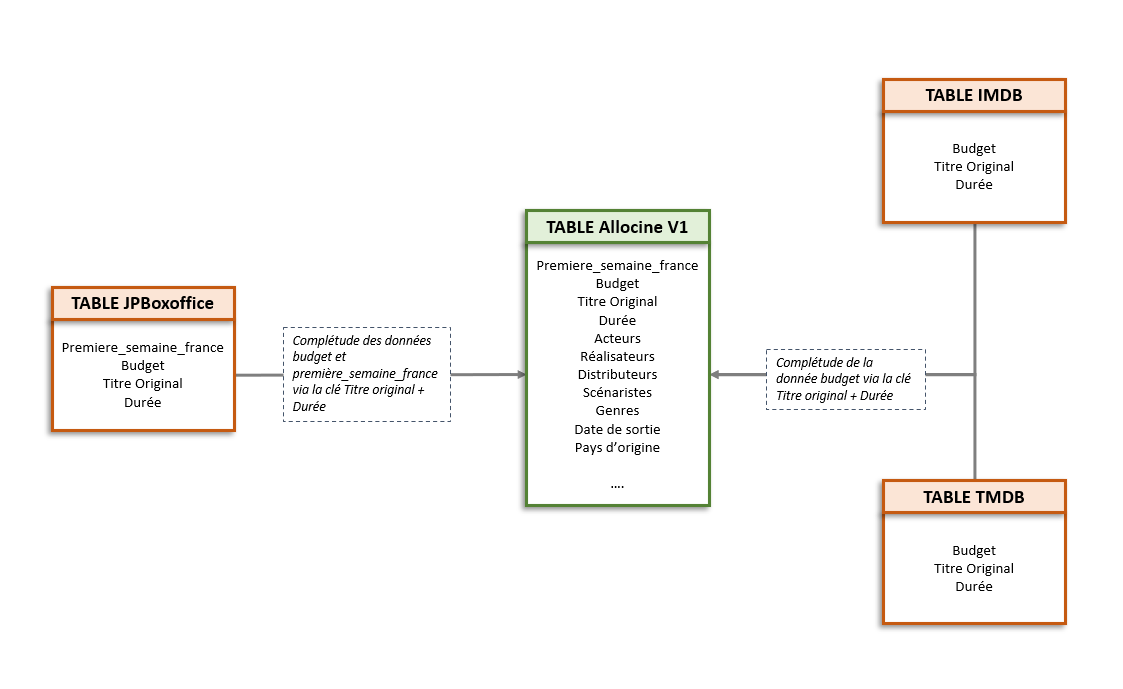 TABLE JPBoxoffice
Premiere_semaine_france
Budget
Titre Original
Durée
Complétude des données
budget et
première_semaine_france
via la clé Titre original +
Durée
TABLE Allocine V1
Premiere_semaine_france
Budget
Titre Original
Durée
Acteurs
Réalisateurs
Distributeurs
Scénaristes
Genres
Date de sortie
Pays d’origine
....
Complétude de la
donnée budget via la clé
Titre original + Durée
TABLE IMDB
Budget
Titre Original
Durée
TABLE TMDB
Budget
Titre Original
Durée